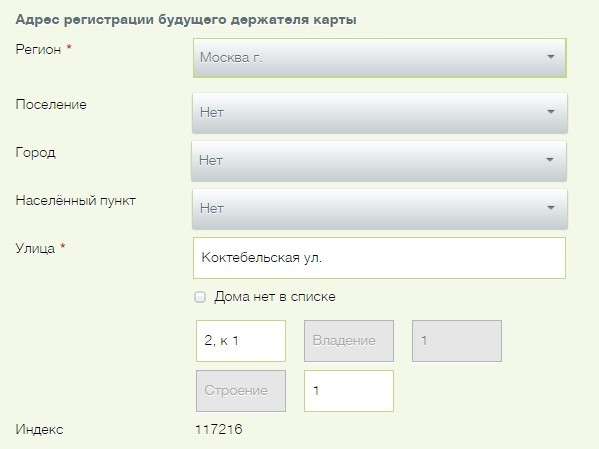 Адрес регистрации будущего держателя карты
Регион * Москва г.
Поселение Нет
Город Нет
Населённый пункт Нет
Улица * Коктебельская ул.
Дома нет в списке
2, к 1 Владение 1
Строение 1
Индекс 117216